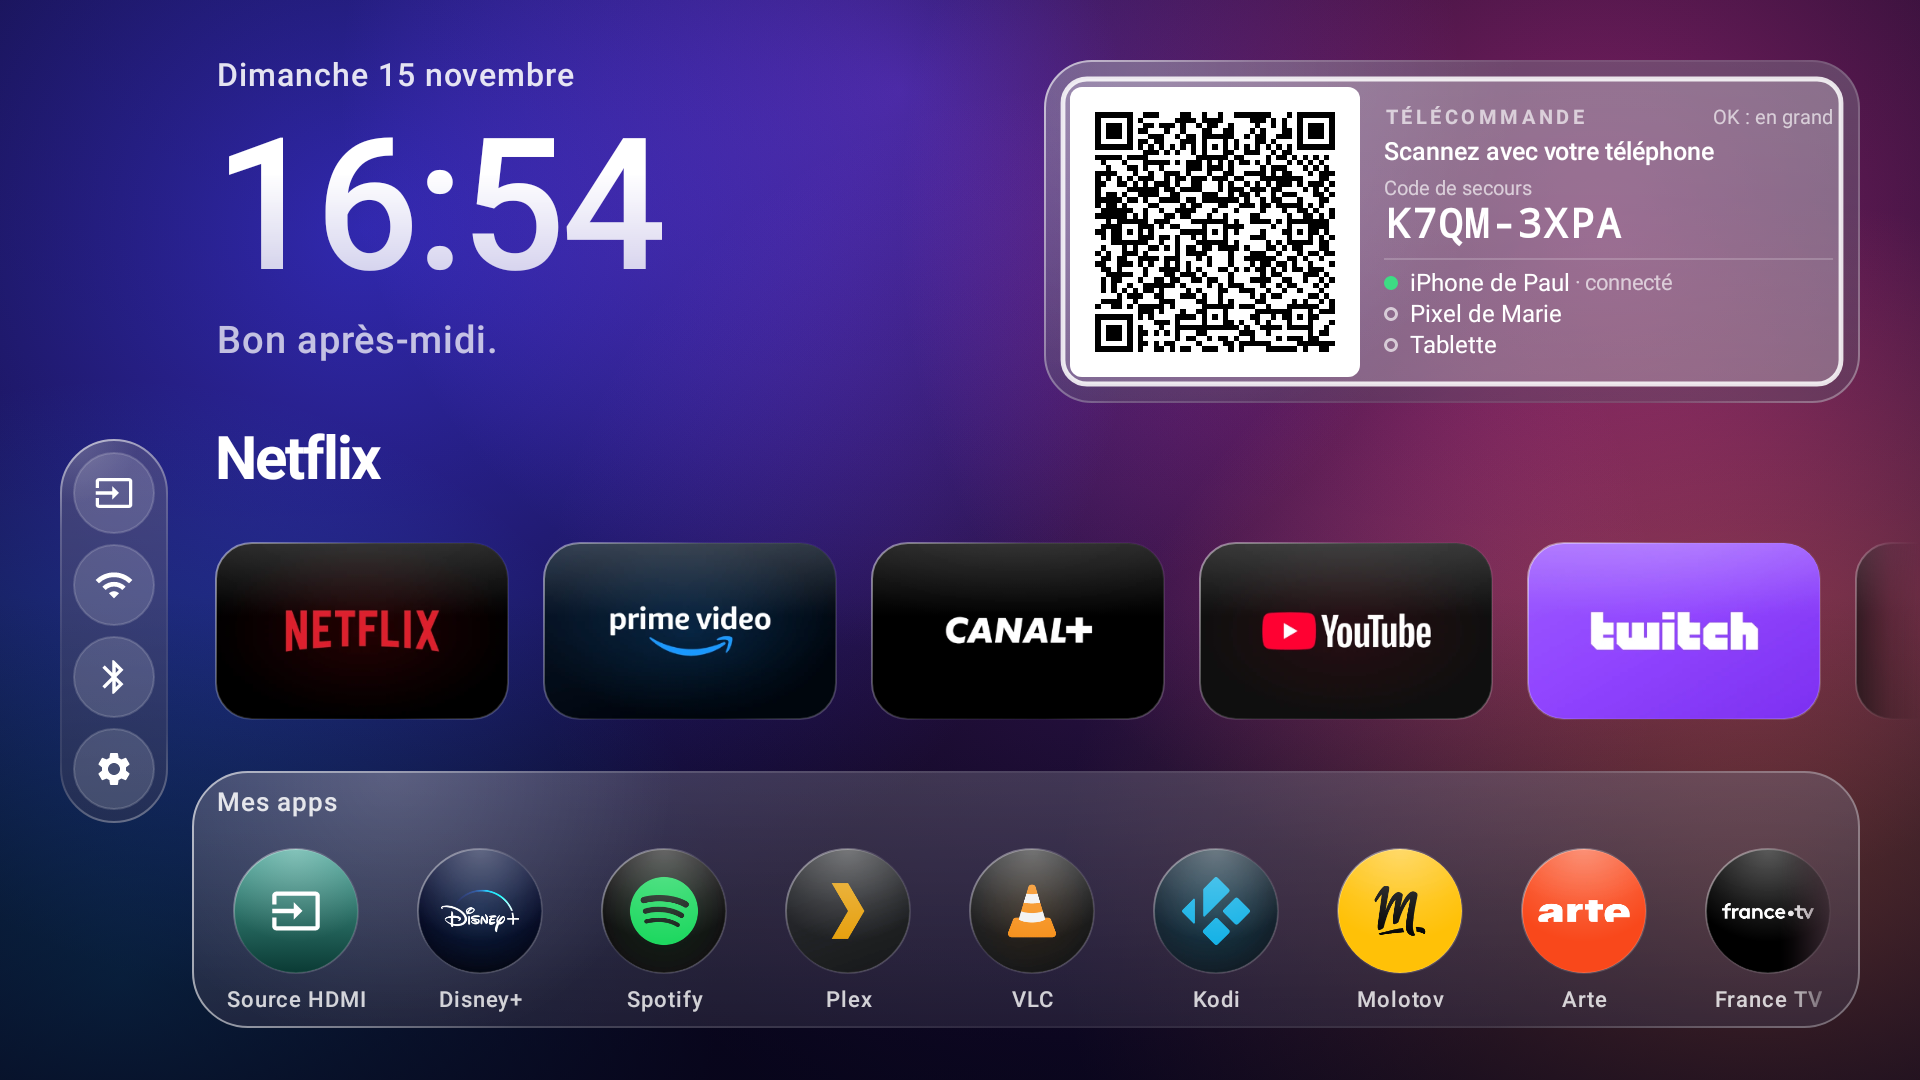 Dimanche 15 novembre
16:54
Bon après-midi.
TÉLÉCOMMANDE
OK : en grand
Scannez avec votre téléphone
Code de secours
K7QM-3XPA
iPhone de Paul · connecté
Pixel de Marie
Tablette
Netflix
NETFLIX
prime video
CANAL+
YouTube
twitch
Mes apps
Disney+
m.
arte
france•tv
Source HDMI
Disney+
Spotify
Plex
VLC
Kodi
Molotov
Arte
France TV